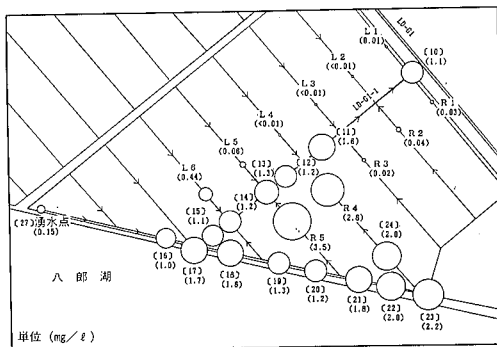 LD-G1
L 1
(0.01)
[10]
(1.1)
L 2
(<0.01)
LD-G1-1
R 1
(0.03)
L 3
(<0.01)
R 2
(0.04)
L 4
(<0.01)
[11]
(1.6)
R 3
(0.02)
L 5
(0.06)
[12]
(1.2)
[13]
(1.3)
L 6
(0.44)
[14]
(1.2)
R 4
(2.8)
[15]
(1.1)
R 5
(3.5)
[24]
(2.8)
[27]湧水点
(0.15)
[16]
(1.0)
[17]
(1.7)
[18]
(1.6)
[19]
(1.3)
[20]
(1.2)
[21]
(1.8)
[22]
(2.0)
[23]
(2.2)
八 郎 湖
単位 (mg/ℓ)